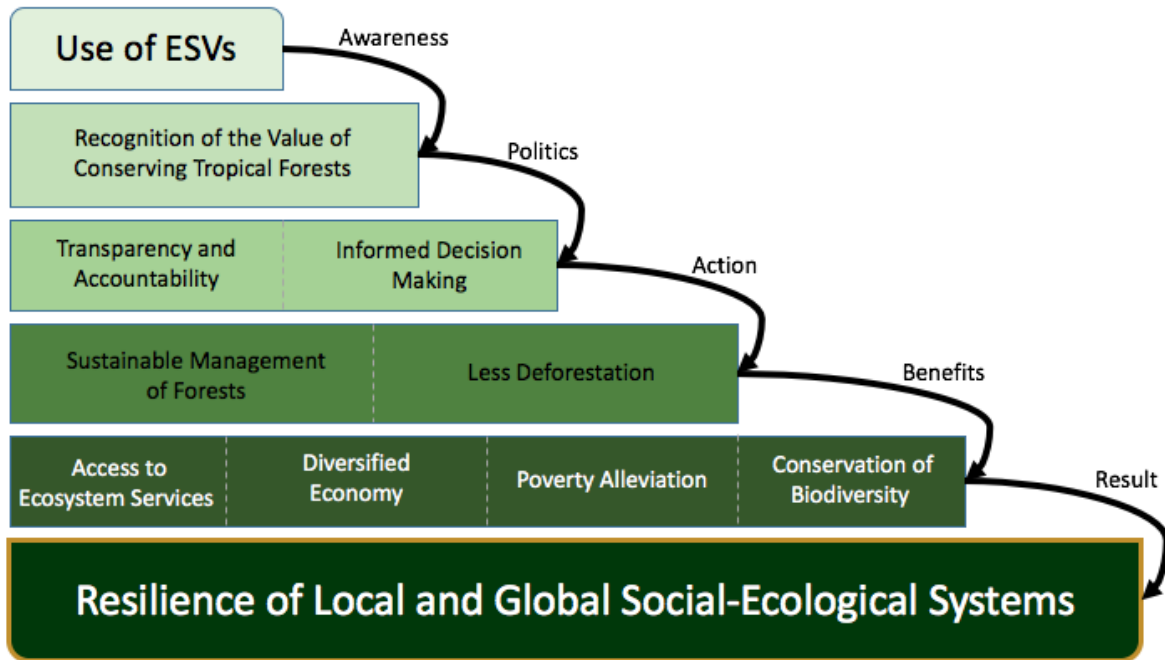 Use of ESVs
Awareness
Recognition of the Value of
Conserving Tropical Forests
Politics
Transparency and
Accountability
Informed Decision
Making
Action
Sustainable Management
of Forests
Less Deforestation
Benefits
Access to
Ecosystem Services
Diversified
Economy
Poverty Alleviation
Conservation of
Biodiversity
Result
Resilience of Local and Global Social-Ecological Systems